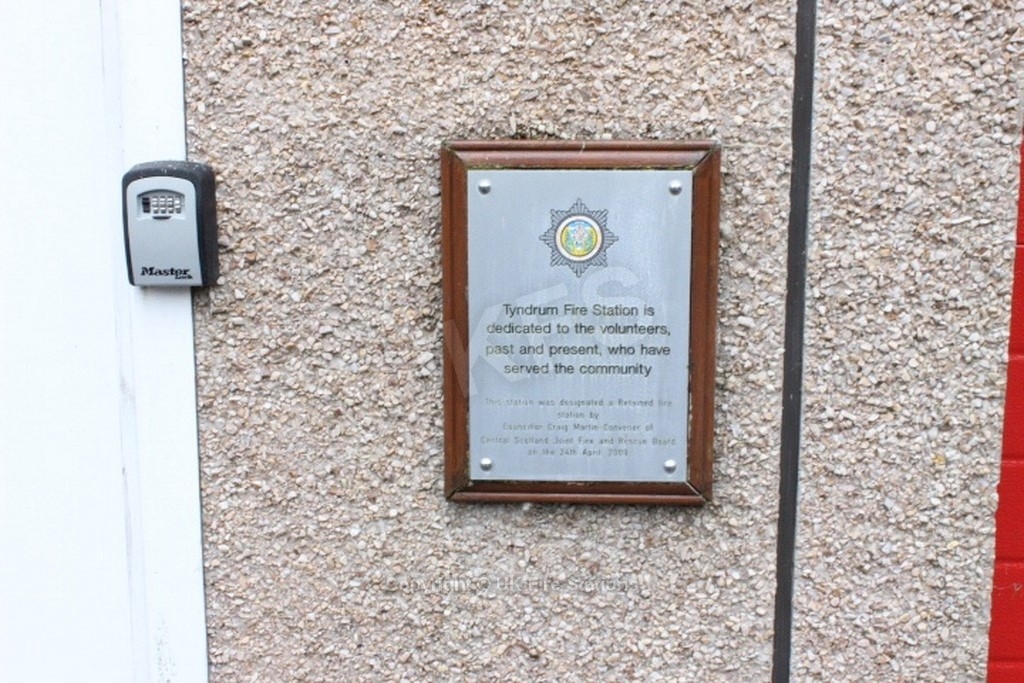 Master
Lock
Tyndrum Fire Station is
dedicated to the volunteers,
past and present, who have
served the community
This station was designated a Retained fire
station by
Councillor Craig Martin Convener of
Central Scotland Joint Fire and Rescue Board
on the 24th April 2009